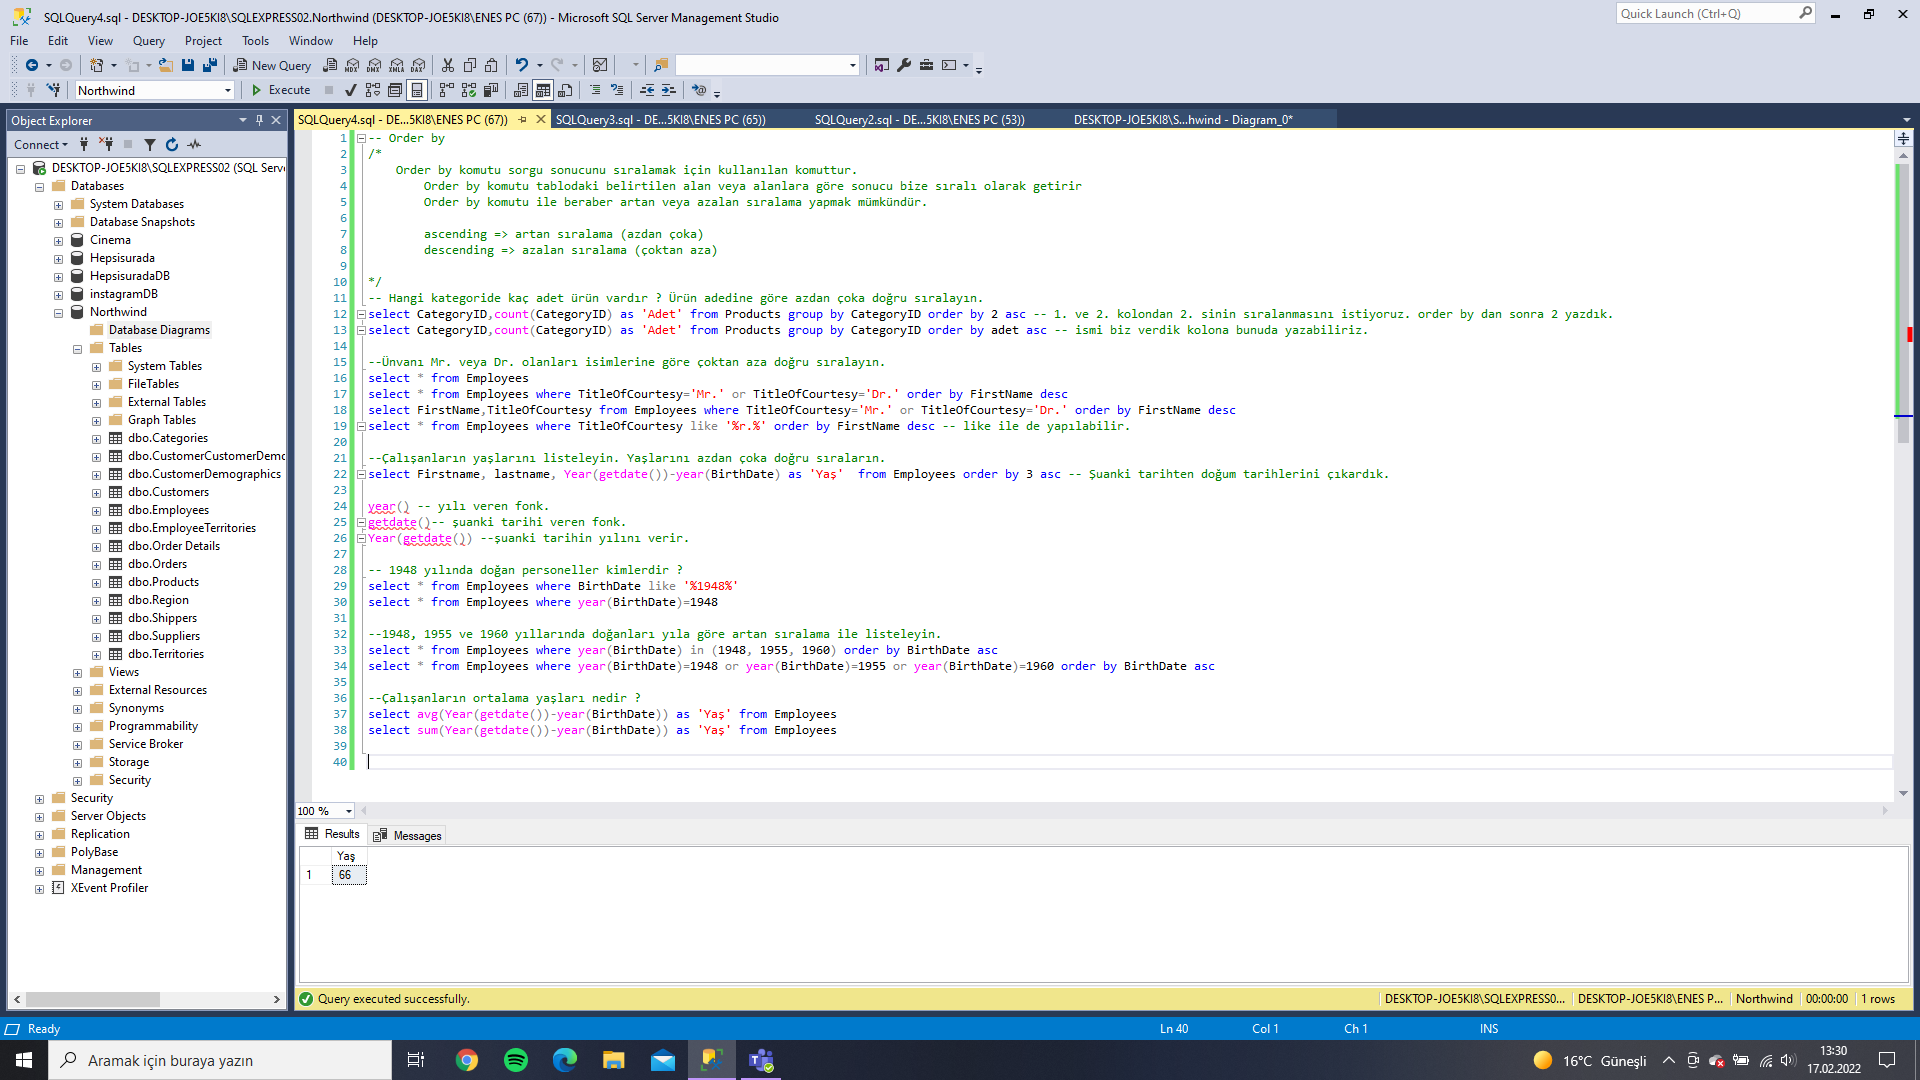 SQLQuery4.sql - DESKTOP-JOE5KI8\SQLEXPRESS02.Northwind (DESKTOP-JOE5KI8\ENES PC (67)) - Microsoft SQL Server Management Studio
Quick Launch (Ctrl+Q)
File Edit View Query Project Tools Window Help
New Query
Northwind
Execute
Object Explorer
Connect
DESKTOP-JOE5KI8\SQLEXPRESS02 (SQL Serv
Databases
System Databases
Database Snapshots
Cinema
Hepsisurada
HepsisuradaDB
instagramDB
Northwind
Database Diagrams
Tables
System Tables
FileTables
External Tables
Graph Tables
dbo.Categories
dbo.CustomerCustomerDemo
dbo.CustomerDemographics
dbo.Customers
dbo.Employees
dbo.EmployeeTerritories
dbo.Order Details
dbo.Orders
dbo.Products
dbo.Region
dbo.Shippers
dbo.Suppliers
dbo.Territories
Views
External Resources
Synonyms
Programmability
Service Broker
Storage
Security
Security
Server Objects
Replication
PolyBase
Management
XEvent Profiler
SQLQuery4.sql - DE...5KI8\ENES PC (67)) SQLQuery3.sql - DE...5KI8\ENES PC (65)) SQLQuery2.sql - DE...5KI8\ENES PC (53)) DESKTOP-JOE5KI8\S...hwind - Diagram_0*
1 -- Order by
2 /*
3 Order by komutu sorgu sonucunu sıralamak için kullanılan komuttur.
4 Order by komutu tablodaki belirtilen alan veya alanlara göre sonucu bize sıralı olarak getirir
5 Order by komutu ile beraber artan veya azalan sıralama yapmak mümkündür.
6
7 ascending => artan sıralama (azdan çoka)
8 descending => azalan sıralama (çoktan aza)
9
10 */
11 -- Hangi kategoride kaç adet ürün vardır ? Ürün adedine göre azdan çoka doğru sıralayın.
12 select CategoryID,count(CategoryID) as 'Adet' from Products group by CategoryID order by 2 asc -- 1. ve 2. kolondan 2. sinin sıralanmasını istiyoruz. order by dan sonra 2 yazdık.
13 select CategoryID,count(CategoryID) as 'Adet' from Products group by CategoryID order by adet asc -- ismi biz verdik kolona bunuda yazabiliriz.
14
15 --Ünvanı Mr. veya Dr. olanları isimlerine göre çoktan aza doğru sıralayın.
16 select * from Employees
17 select * from Employees where TitleOfCourtesy='Mr.' or TitleOfCourtesy='Dr.' order by FirstName desc
18 select FirstName,TitleOfCourtesy from Employees where TitleOfCourtesy='Mr.' or TitleOfCourtesy='Dr.' order by FirstName desc
19 select * from Employees where TitleOfCourtesy like '%r.%' order by FirstName desc -- like ile de yapılabilir.
20
21 --Çalışanların yaşlarını listeleyin. Yaşlarını azdan çoka doğru sıraların.
22 select Firstname, lastname, Year(getdate())-year(BirthDate) as 'Yaş'  from Employees order by 3 asc -- Şuanki tarihten doğum tarihlerini çıkardık.
23
24 year() -- yılı veren fonk.
25 getdate()-- şuanki tarihi veren fonk.
26 Year(getdate()) --şuanki tarihin yılını verir.
27
28 -- 1948 yılında doğan personeller kimlerdir ?
29 select * from Employees where BirthDate like '%1948%'
30 select * from Employees where year(BirthDate)=1948
31
32 --1948, 1955 ve 1960 yıllarında doğanları yıla göre artan sıralama ile listeleyin.
33 select * from Employees where year(BirthDate) in (1948, 1955, 1960) order by BirthDate asc
34 select * from Employees where year(BirthDate)=1948 or year(BirthDate)=1955 or year(BirthDate)=1960 order by BirthDate asc
35
36 --Çalışanların ortalama yaşları nedir ?
37 select avg(Year(getdate())-year(BirthDate)) as 'Yaş' from Employees
38 select sum(Year(getdate())-year(BirthDate)) as 'Yaş' from Employees
39
40
100 %
Results Messages
Yaş
1 66
Query executed successfully. DESKTOP-JOE5KI8\SQLEXPRESS0... DESKTOP-JOE5KI8\ENES P... Northwind 00:00:00 1 rows
Ready Ln 40 Col 1 Ch 1 INS
Aramak için buraya yazın
16°C Güneşli
13:30
17.02.2022